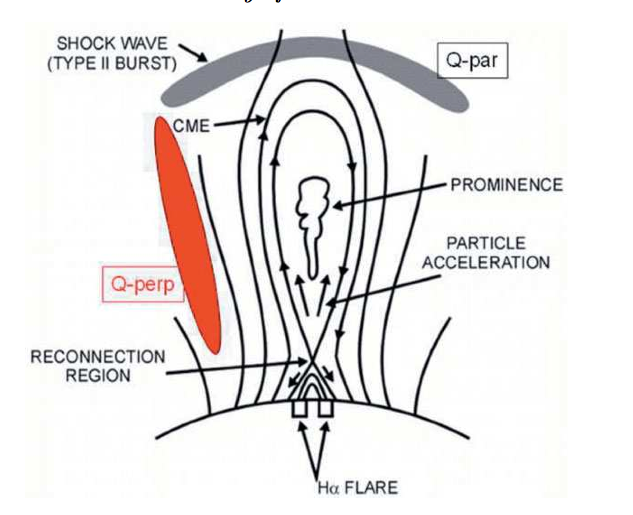 SHOCK WAVE
(TYPE II BURST)
Q-par
CME
PROMINENCE
PARTICLE
ACCELERATION
Q-perp
RECONNECTION
REGION
Hα FLARE